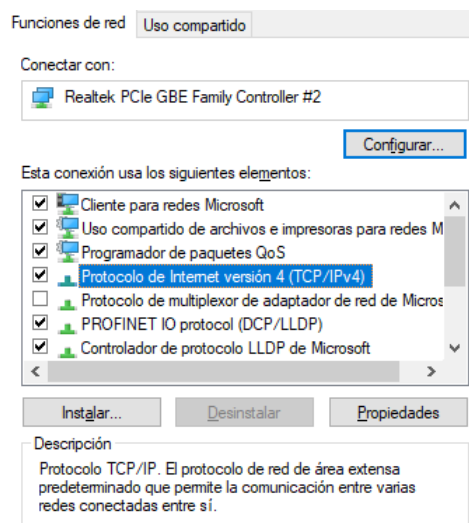 Funciones de red Uso compartido
Conectar con:
Realtek PCIe GBE Family Controller #2
Configurar...
Esta conexión usa los siguientes elementos:
Cliente para redes Microsoft
Uso compartido de archivos e impresoras para redes M
Programador de paquetes QoS
Protocolo de Internet versión 4 (TCP/IPv4)
Protocolo de multiplexor de adaptador de red de Micros
PROFINET IO protocol (DCP/LLDP)
Controlador de protocolo LLDP de Microsoft
Instalar... Desinstalar Propiedades
Descripción
Protocolo TCP/IP. El protocolo de red de área extensa
predeterminado que permite la comunicación entre varias
redes conectadas entre sí.